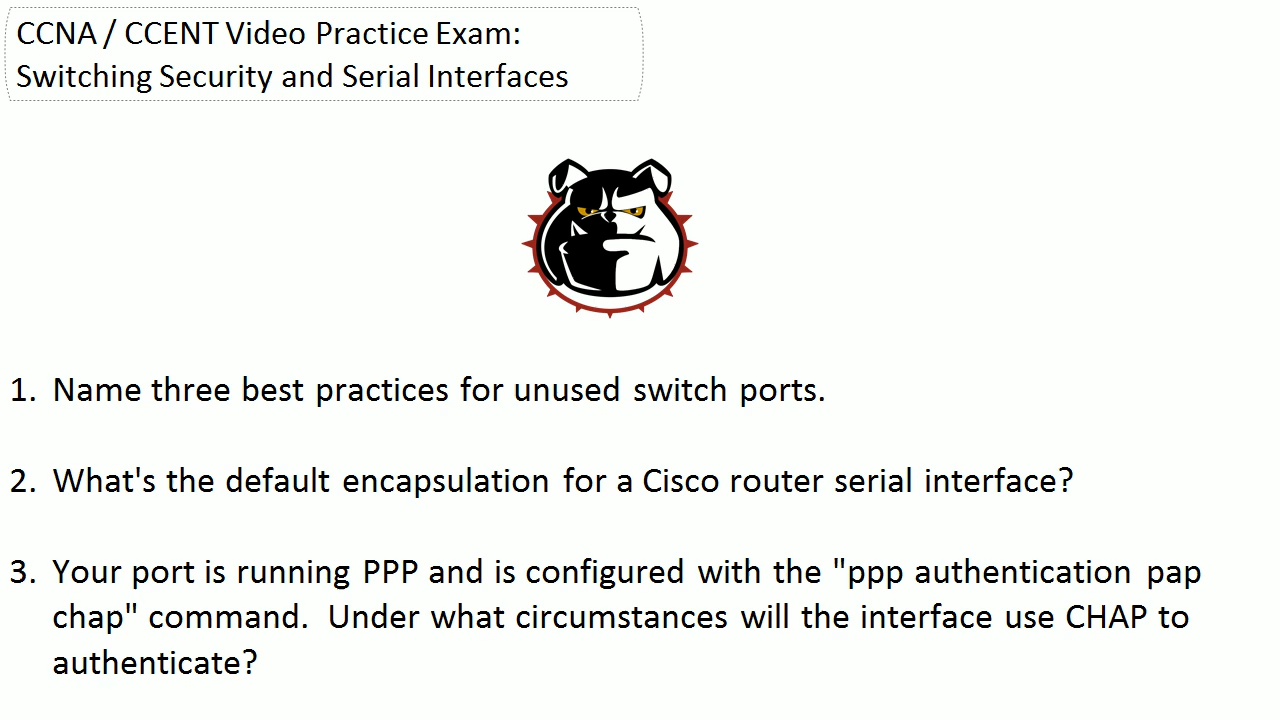 CCNA / CCENT Video Practice Exam:
Switching Security and Serial Interfaces
1. Name three best practices for unused switch ports.
2. What's the default encapsulation for a Cisco router serial interface?
3. Your port is running PPP and is configured with the "ppp authentication pap
chap" command. Under what circumstances will the interface use CHAP to
authenticate?